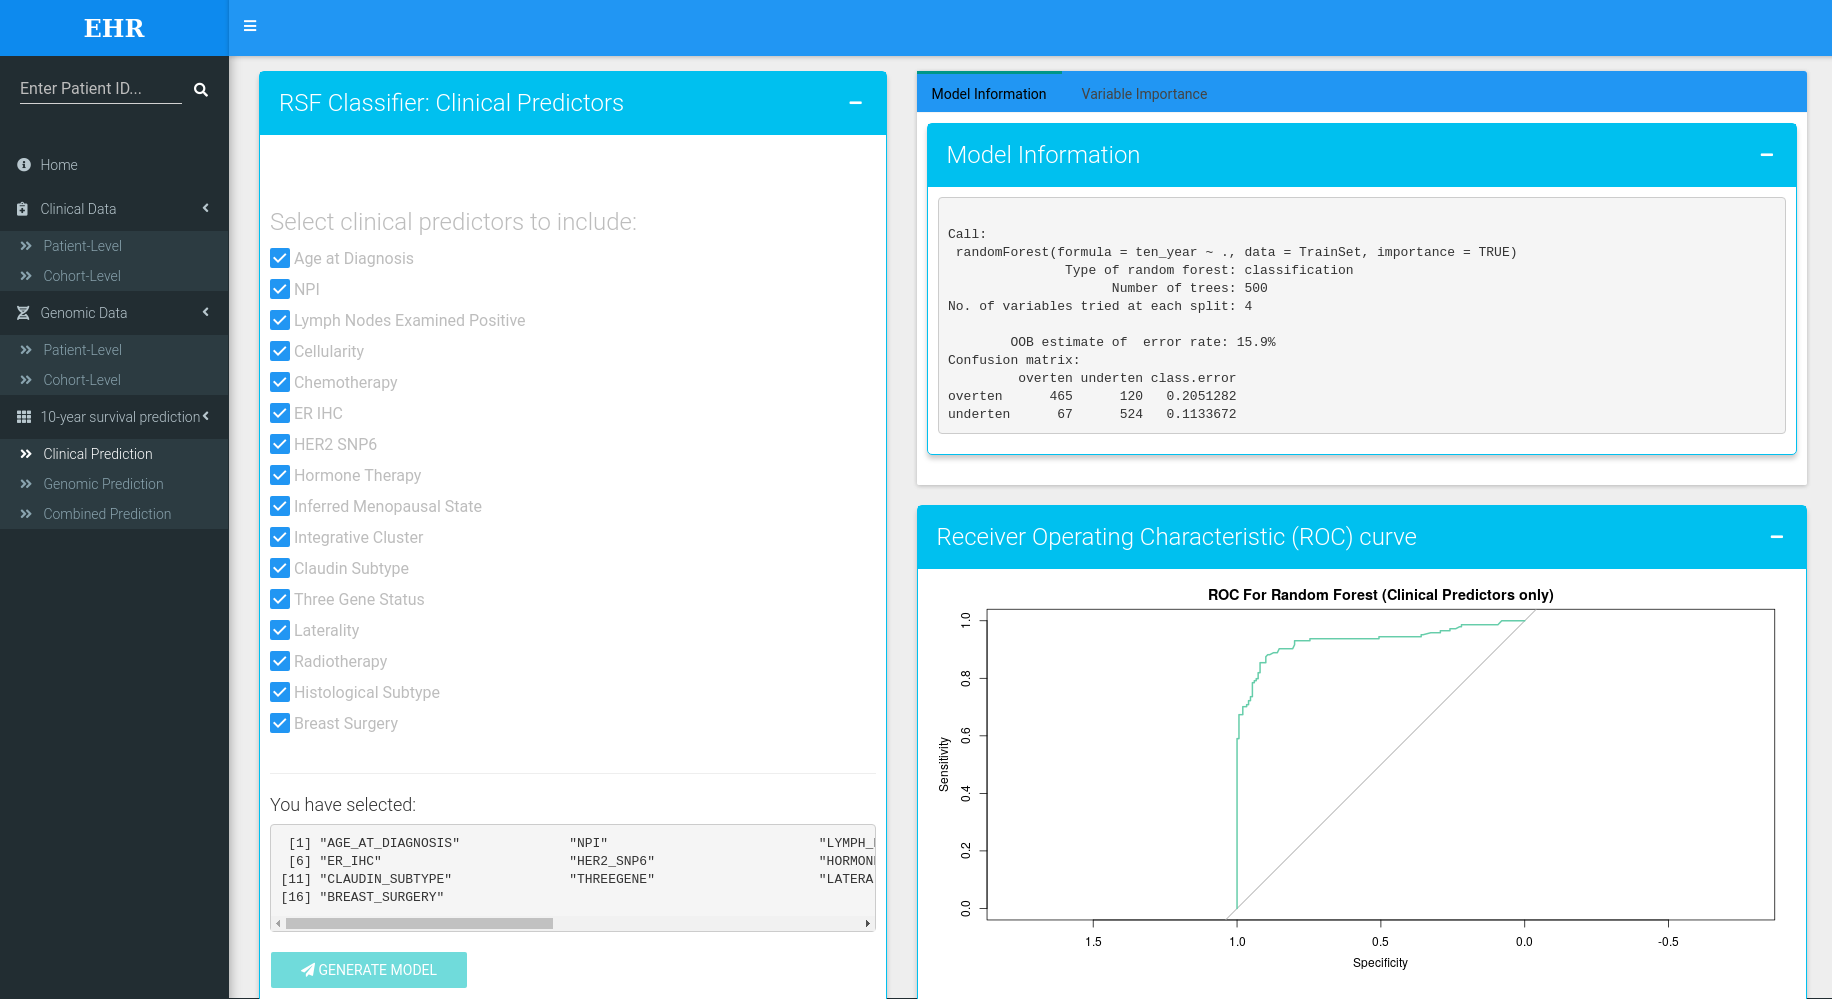 EHR
Enter Patient ID...
Home
Clinical Data
Patient-Level
Cohort-Level
Genomic Data
Patient-Level
Cohort-Level
10-year survival prediction
Clinical Prediction
Genomic Prediction
Combined Prediction
RSF Classifier: Clinical Predictors
Select clinical predictors to include:
Age at Diagnosis
NPI
Lymph Nodes Examined Positive
Cellularity
Chemotherapy
ER IHC
HER2 SNP6
Hormone Therapy
Inferred Menopausal State
Integrative Cluster
Claudin Subtype
Three Gene Status
Laterality
Radiotherapy
Histological Subtype
Breast Surgery
You have selected:
[1] "AGE_AT_DIAGNOSIS" "NPI" "LYMPH_
[6] "ER_IHC" "HER2_SNP6" "HORMON
[11] "CLAUDIN_SUBTYPE" "THREEGENE" "LATERA
[16] "BREAST_SURGERY"
GENERATE MODEL
Model Information Variable Importance
Model Information
Call:
randomForest(formula = ten_year ~ ., data = TrainSet, importance = TRUE)
Type of random forest: classification
Number of trees: 500
No. of variables tried at each split: 4
OOB estimate of  error rate: 15.9%
Confusion matrix:
overten underten class.error
overten 465 120 0.2051282
underten 67 524 0.1133672
Receiver Operating Characteristic (ROC) curve
ROC For Random Forest (Clinical Predictors only)
1.0
0.8
0.6
0.4
0.2
0.0
Sensitivity
1.5 1.0 0.5 0.0 -0.5
Specificity